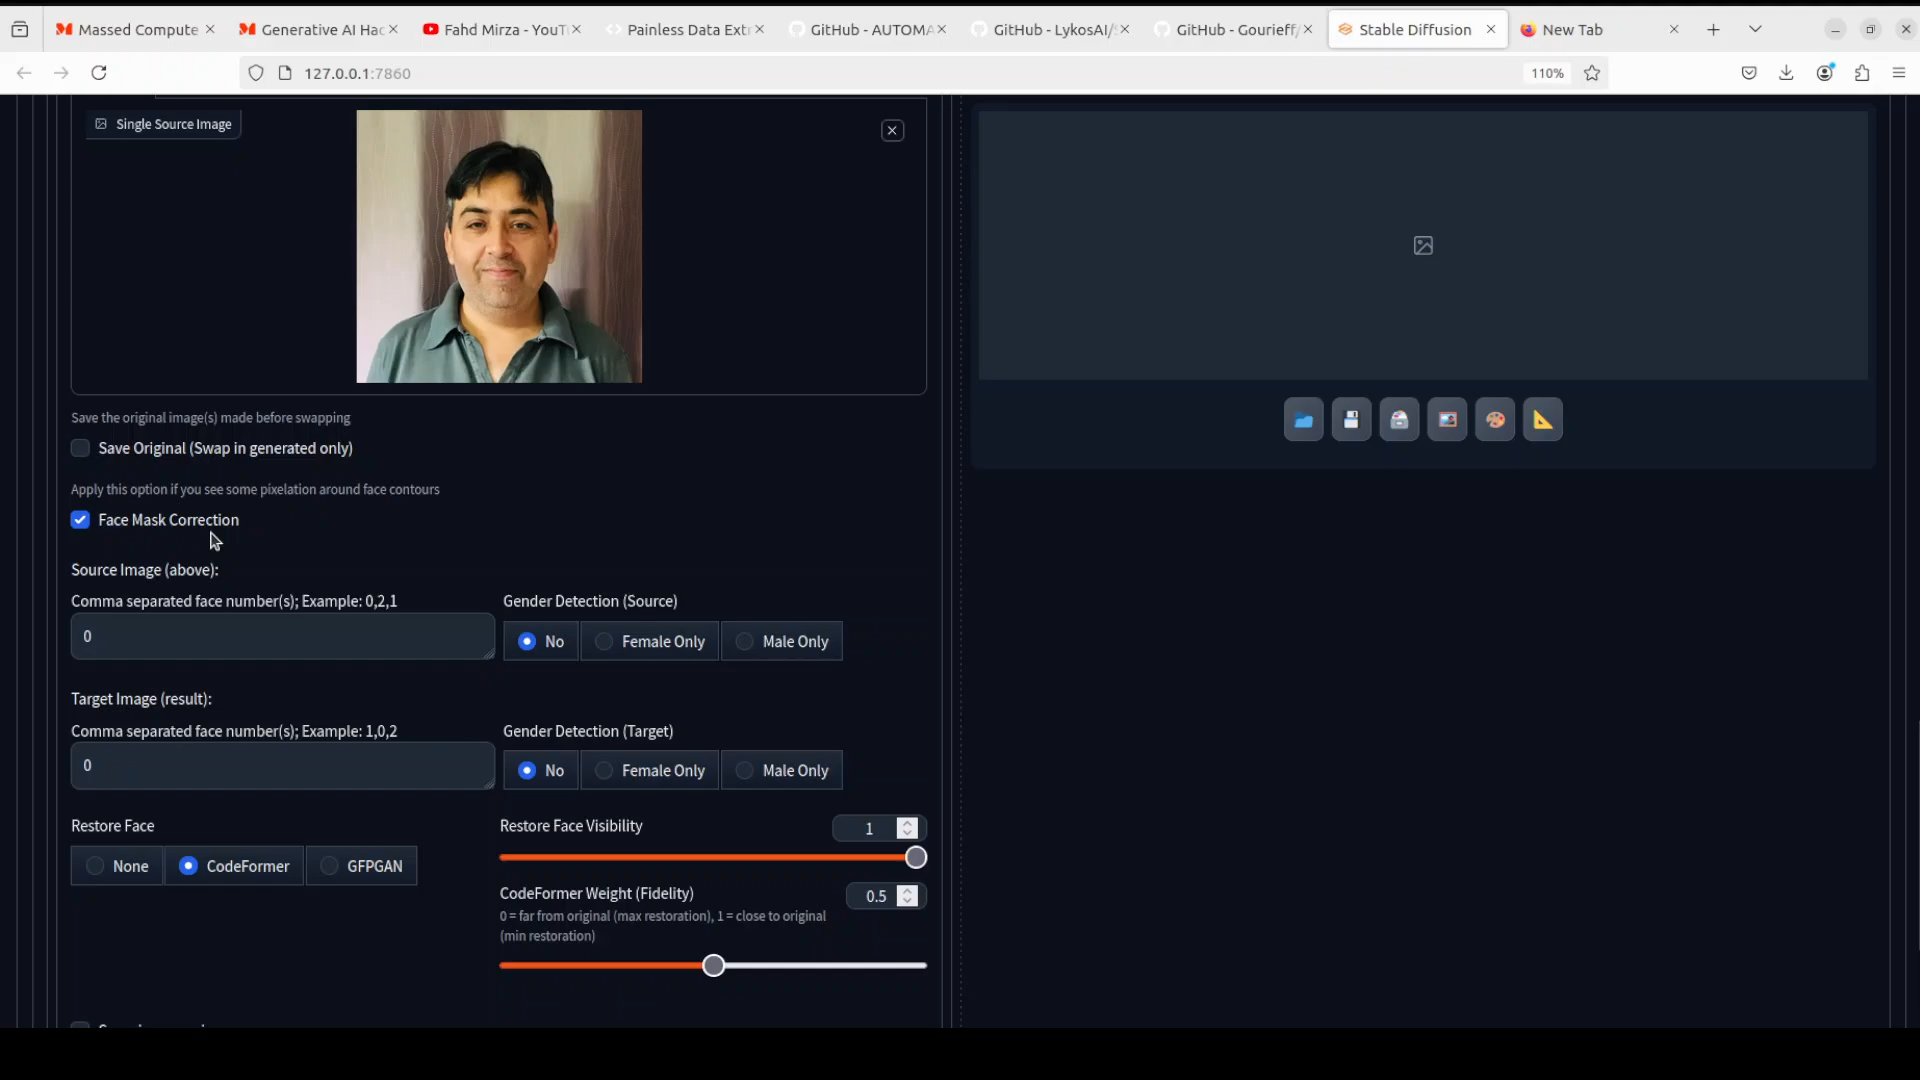 Massed Compute
Generative AI Hac
Fahd Mirza - YouT
Painless Data Extr
GitHub - AUTOMA
GitHub - LykosAI/
GitHub - Gourieff/
Stable Diffusion
New Tab
127.0.0.1:7860
110%
Single Source Image
Save the original image(s) made before swapping
Save Original (Swap in generated only)
Apply this option if you see some pixelation around face contours
Face Mask Correction
Source Image (above):
Comma separated face number(s); Example: 0,2,1
Gender Detection (Source)
0
No
Female Only
Male Only
Target Image (result):
Comma separated face number(s); Example: 1,0,2
Gender Detection (Target)
0
No
Female Only
Male Only
Restore Face
Restore Face Visibility
1
None
CodeFormer
GFPGAN
CodeFormer Weight (Fidelity)
0.5
0 = far from original (max restoration), 1 = close to original
(min restoration)